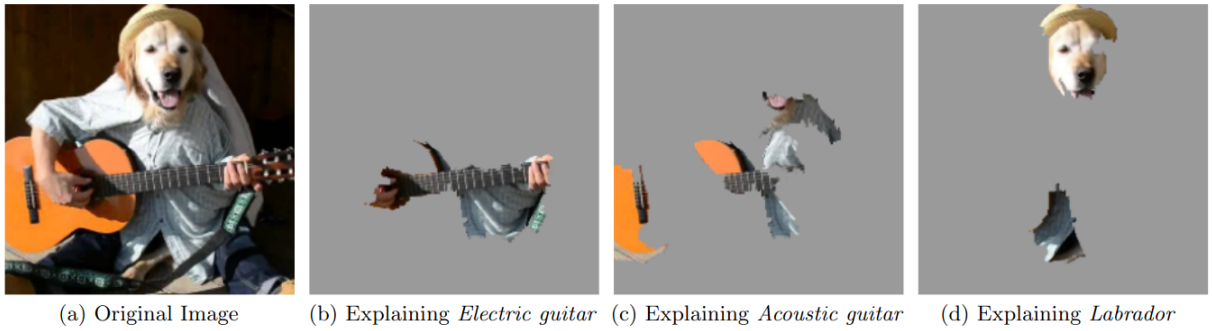 (a) Original Image
(b) Explaining Electric guitar
(c) Explaining Acoustic guitar
(d) Explaining Labrador